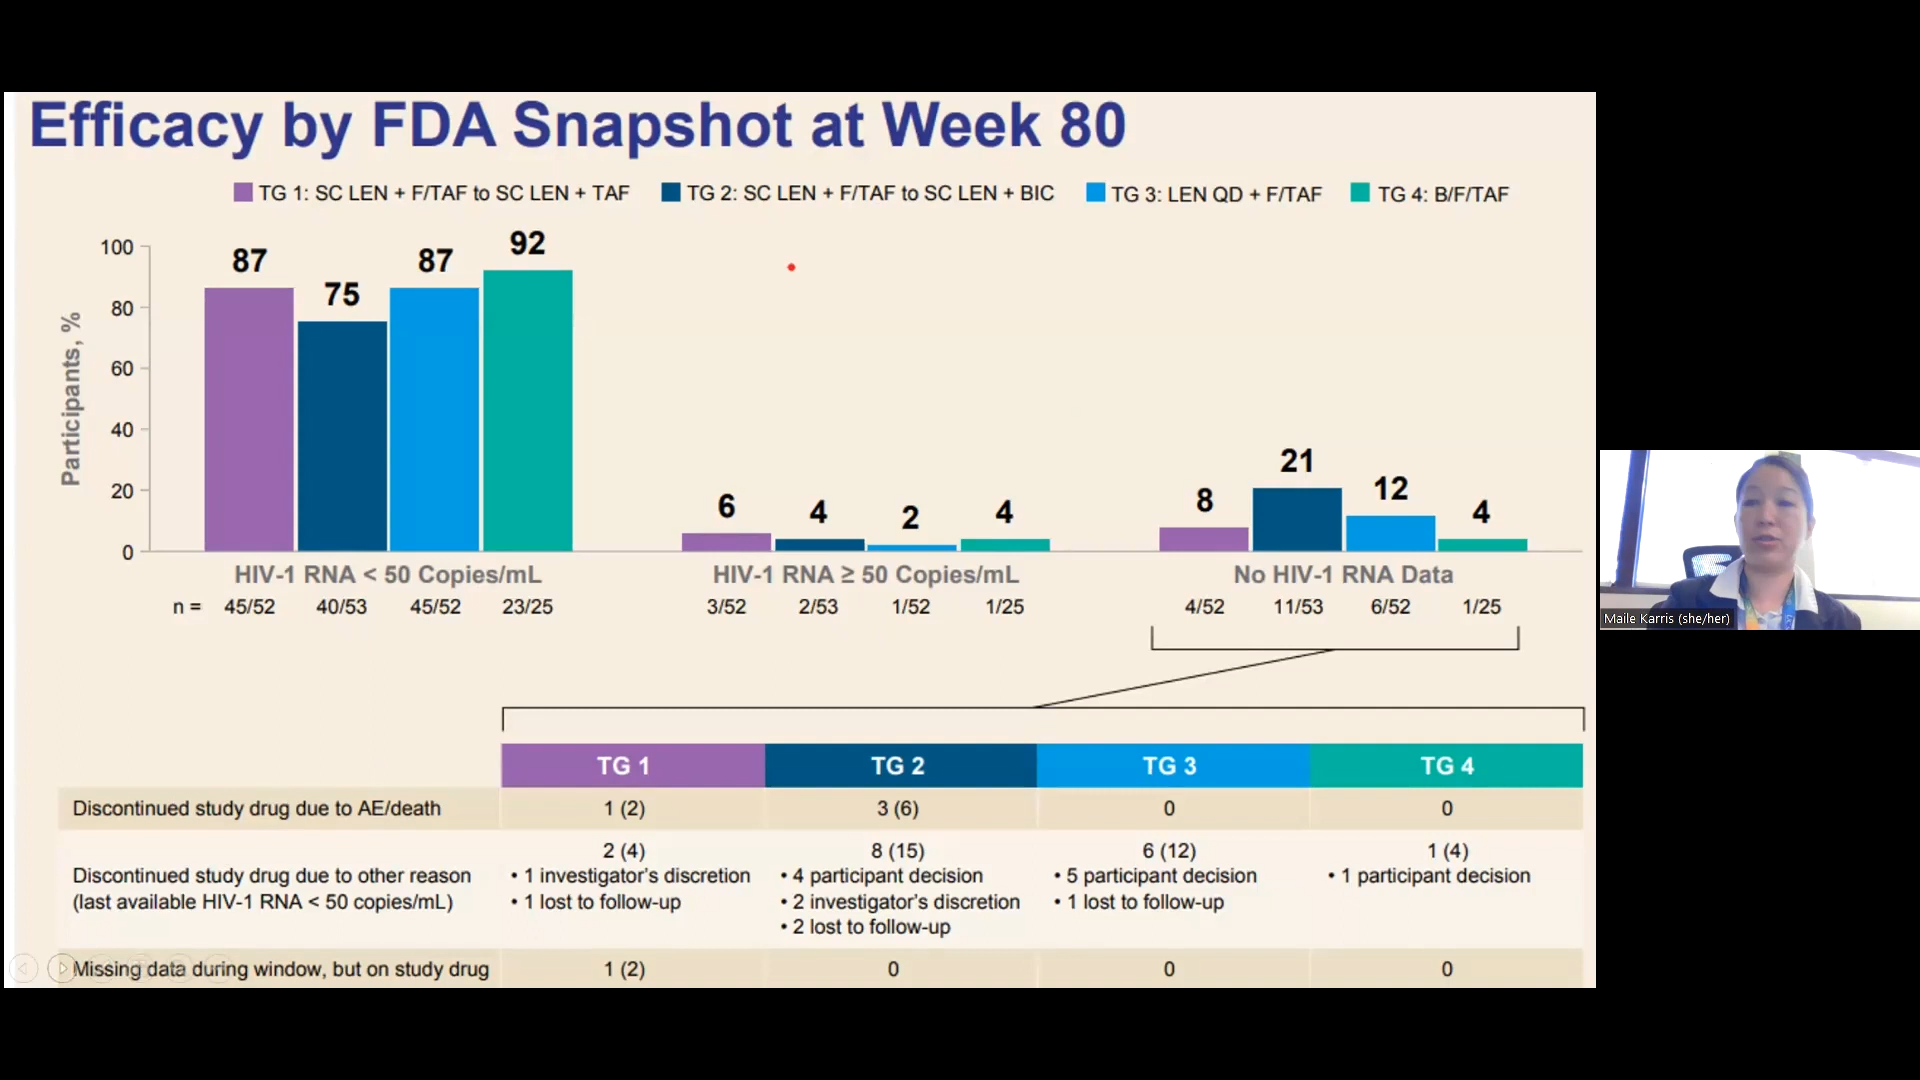 Efficacy by FDA Snapshot at Week 80
TG 1: SC LEN + F/TAF to SC LEN + TAF
TG 2: SC LEN + F/TAF to SC LEN + BIC
TG 3: LEN QD + F/TAF
TG 4: B/F/TAF
Participants, %
100
80
60
40
20
0
87
75
87
92
6
4
2
4
8
21
12
4
HIV-1 RNA < 50 Copies/mL
HIV-1 RNA ≥ 50 Copies/mL
No HIV-1 RNA Data
n = 45/52 40/53 45/52 23/25
3/52 2/53 1/52 1/25
4/52 11/53 6/52 1/25
TG 1 TG 2 TG 3 TG 4
Discontinued study drug due to AE/death 1 (2) 3 (6) 0 0
Discontinued study drug due to other reason
(last available HIV-1 RNA < 50 copies/mL)
2 (4)
• 1 investigator's discretion
• 1 lost to follow-up
8 (15)
• 4 participant decision
• 2 investigator's discretion
• 2 lost to follow-up
6 (12)
• 5 participant decision
• 1 lost to follow-up
1 (4)
• 1 participant decision
Missing data during window, but on study drug 1 (2) 0 0 0
Maile Karris (she/her)